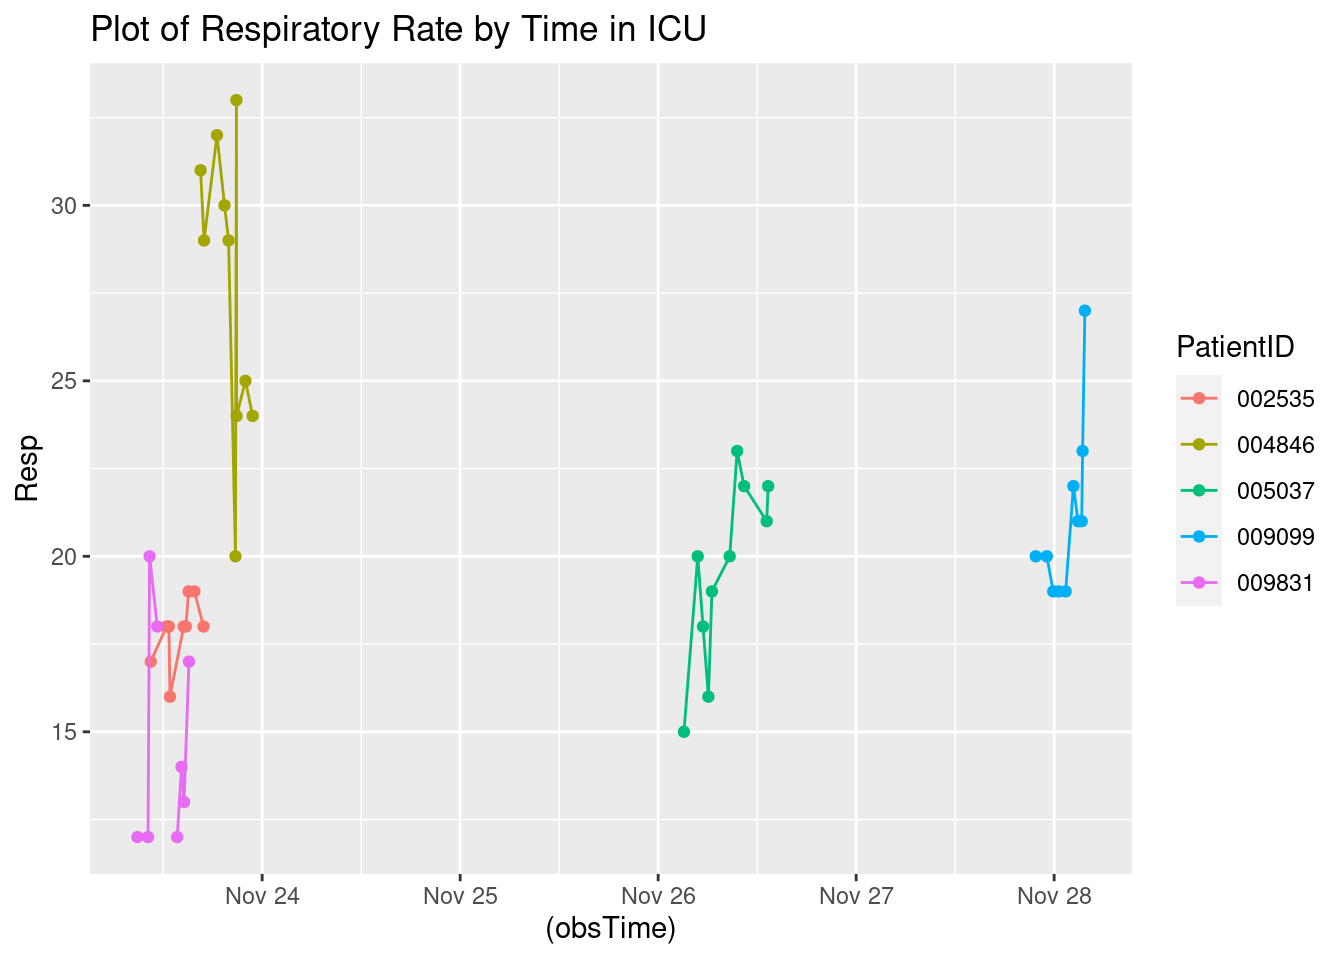 Plot of Respiratory Rate by Time in ICU
30
25
20
15
Resp
Nov 24
Nov 25
Nov 26
Nov 27
Nov 28
(obsTime)
PatientID
002535
004846
005037
009099
009831